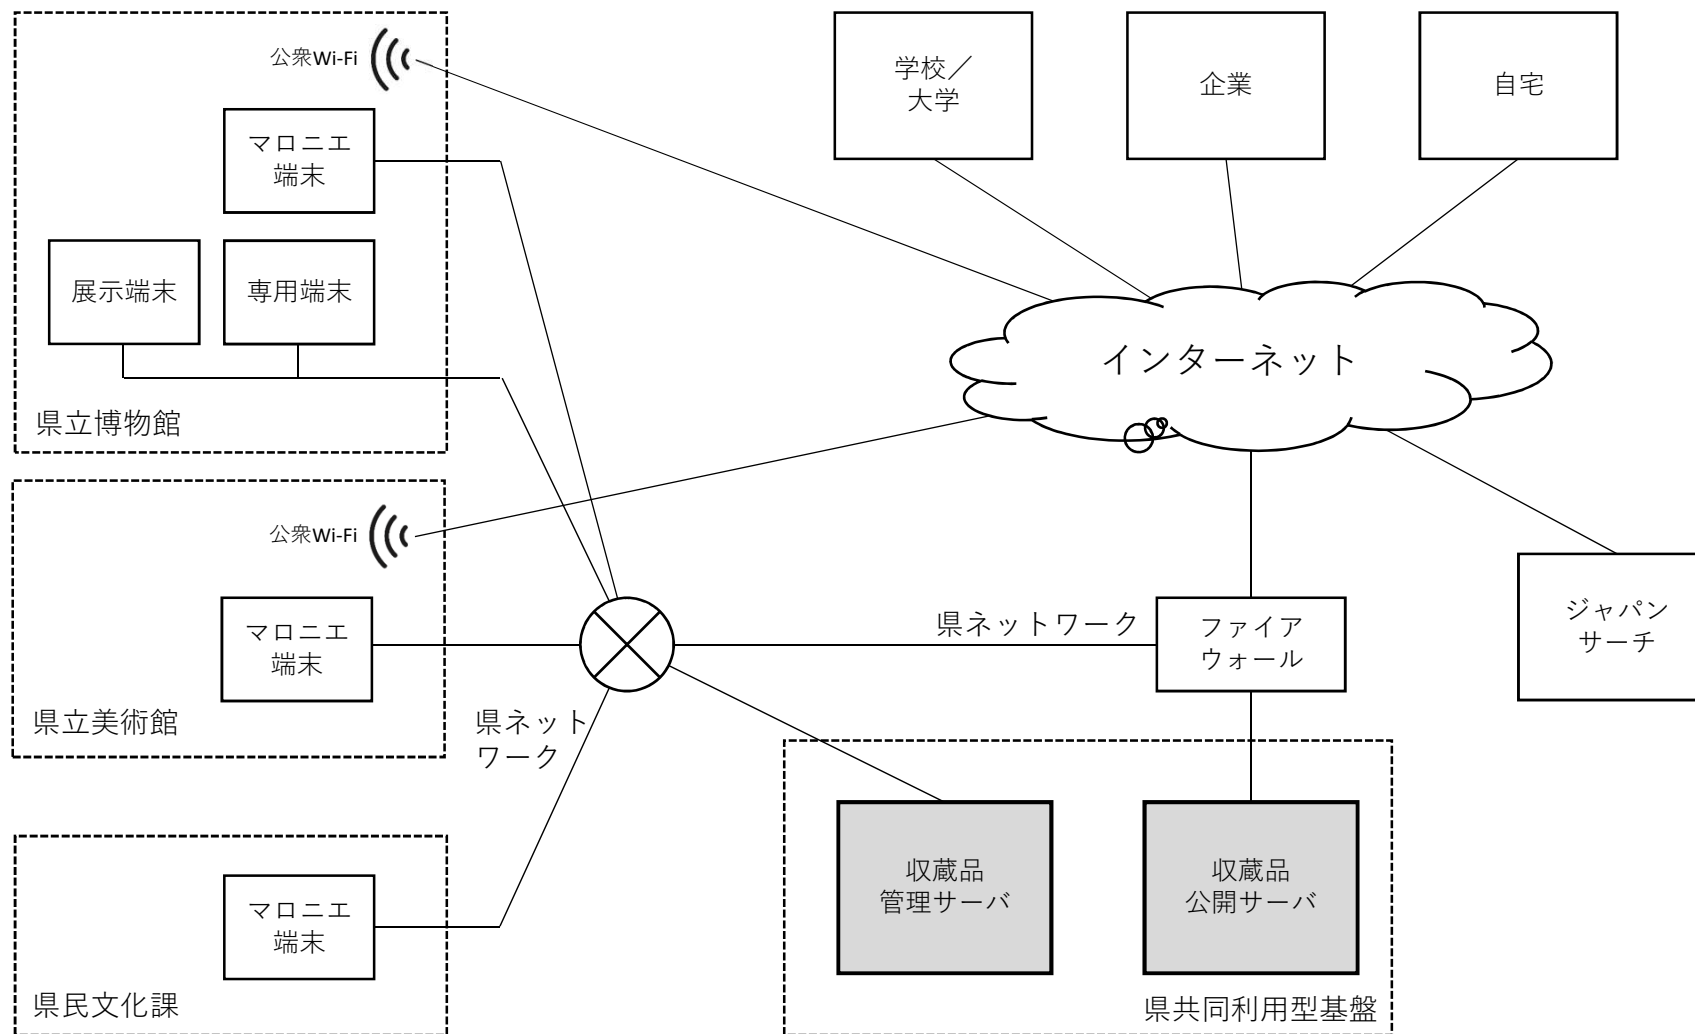 公衆Wi-Fi
マロニエ
端末
展示端末
専用端末
県立博物館
学校／
大学
企業
自宅
インターネット
公衆Wi-Fi
マロニエ
端末
県立美術館
県ネット
ワーク
県ネットワーク
ファイア
ウォール
ジャパン
サーチ
マロニエ
端末
県民文化課
収蔵品
管理サーバ
収蔵品
公開サーバ
県共同利用型基盤